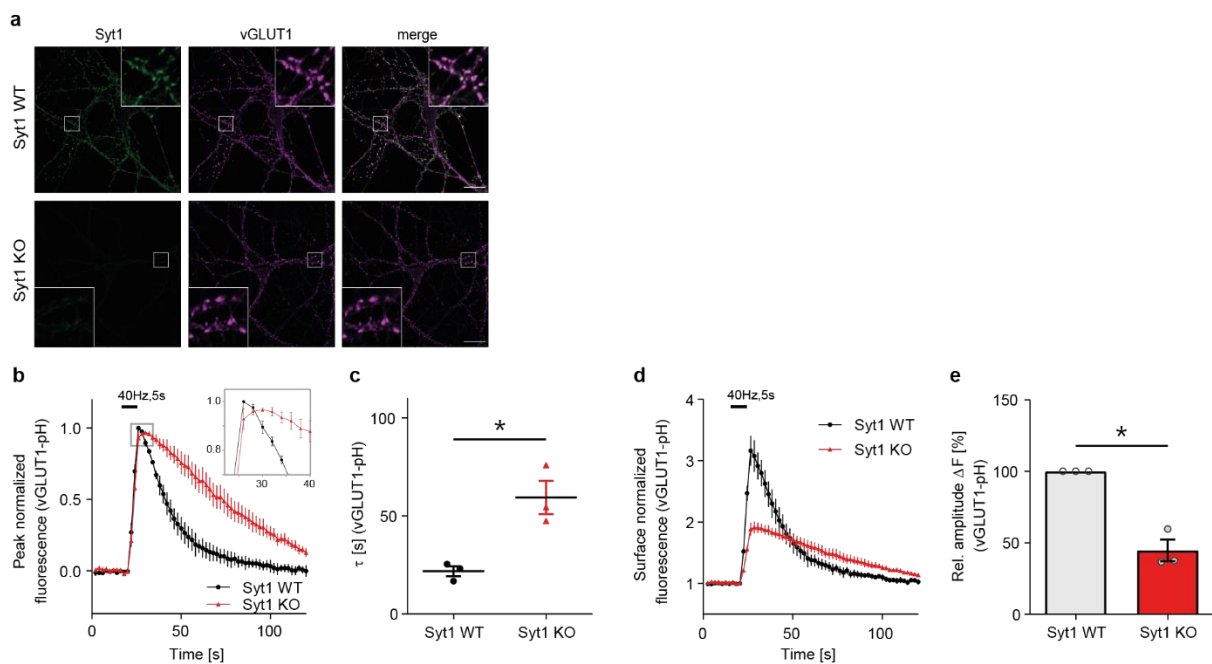 a
Syt1
vGLUT1
merge
Syt1 WT
Syt1 KO
b
40Hz,5s
Peak normalized
fluorescence (vGLUT1-pH)
1.0
0.5
0.0
0
50
100
Time [s]
Syt1 WT
Syt1 KO
1.0
0.8
30
40
c
τ [s] (vGLUT1-pH)
100
50
0
*
Syt1 WT
Syt1 KO
d
40Hz,5s
Surface normalized
fluorescence (vGLUT1-pH)
4
3
2
1
0
50
100
Time [s]
Syt1 WT
Syt1 KO
e
Rel. amplitude ΔF [%]
(vGLUT1-pH)
150
100
50
0
*
Syt1 WT
Syt1 KO